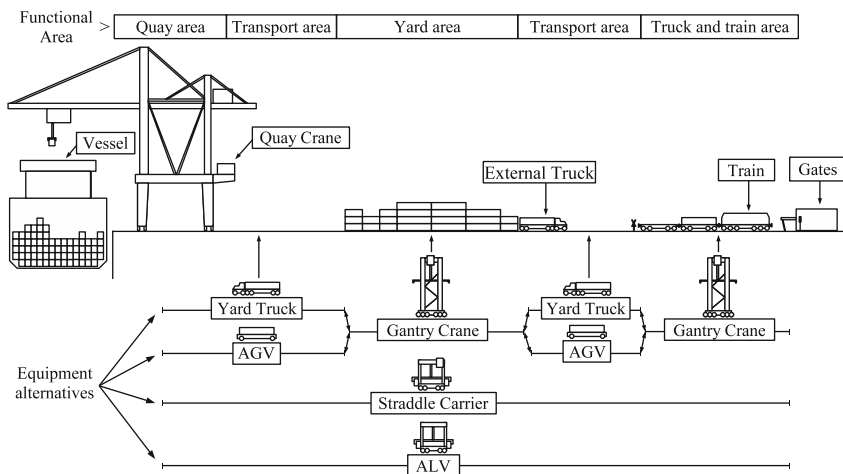 Functional
Area
>
Quay area
Transport area
Yard area
Transport area
Truck and train area
Vessel
Quay Crane
External Truck
Train
Gates
Yard Truck
Yard Truck
Gantry Crane
Gantry Crane
AGV
AGV
Equipment
alternatives
Straddle Carrier
ALV